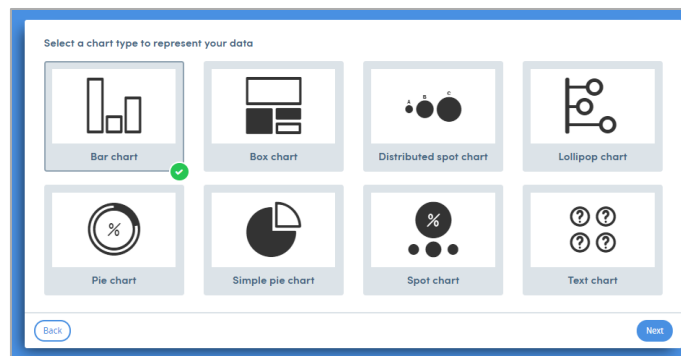 Select a chart type to represent your data
A B C
Bar chart Box chart Distributed spot chart Lollipop chart
% %
? ?
? ?
Pie chart Simple pie chart Spot chart Text chart
Back Next